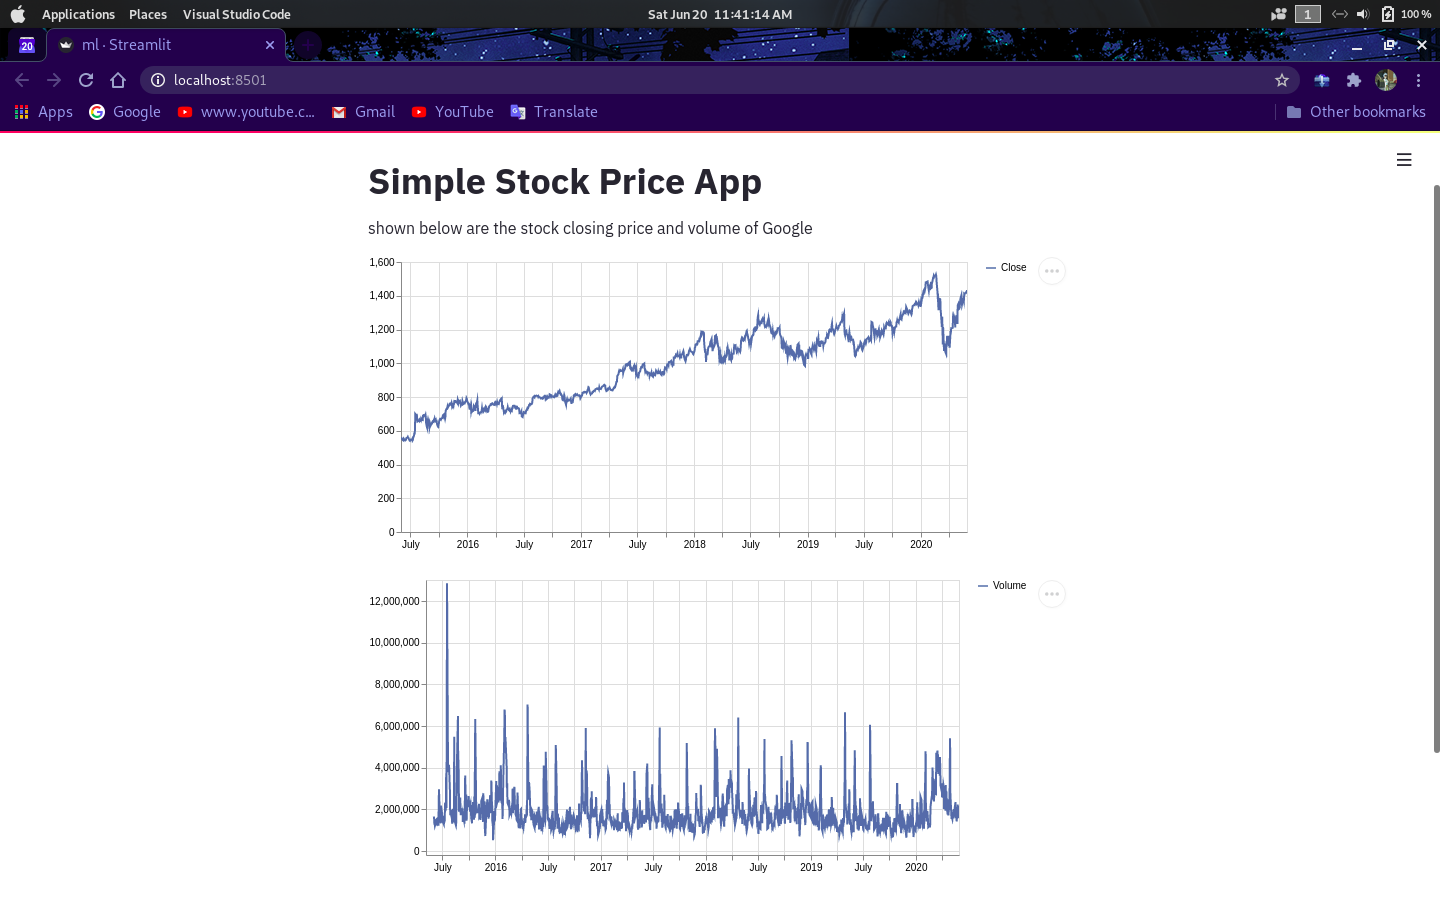 Applications Places Visual Studio Code Sat Jun 20 11:41:14 AM 1 100 %
20 ml · Streamlit
localhost:8501
Apps Google www.youtube.c... Gmail YouTube Translate Other bookmarks
Simple Stock Price App
shown below are the stock closing price and volume of Google
1,600
1,400
1,200
1,000
800
600
400
200
0
July 2016 July 2017 July 2018 July 2019 July 2020
Close
12,000,000
10,000,000
8,000,000
6,000,000
4,000,000
2,000,000
0
July 2016 July 2017 July 2018 July 2019 July 2020
Volume